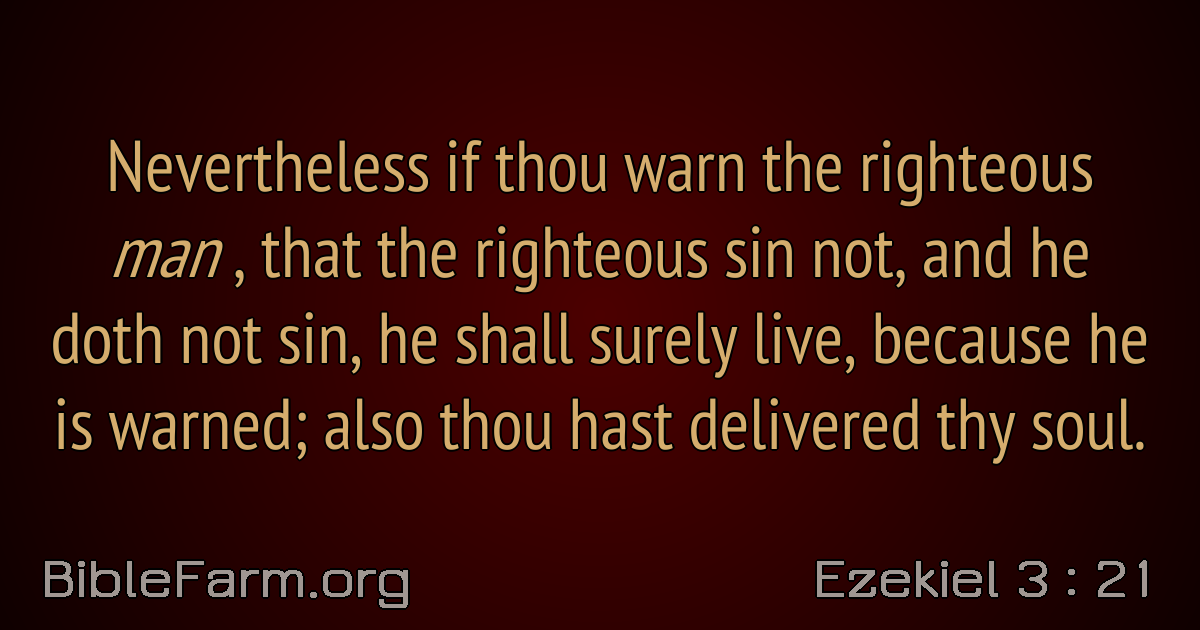 Nevertheless if thou warn the righteous
man , that the righteous sin not, and he
doth not sin, he shall surely live, because he
is warned; also thou hast delivered thy soul.
BibleFarm.org
Ezekiel 3 : 21